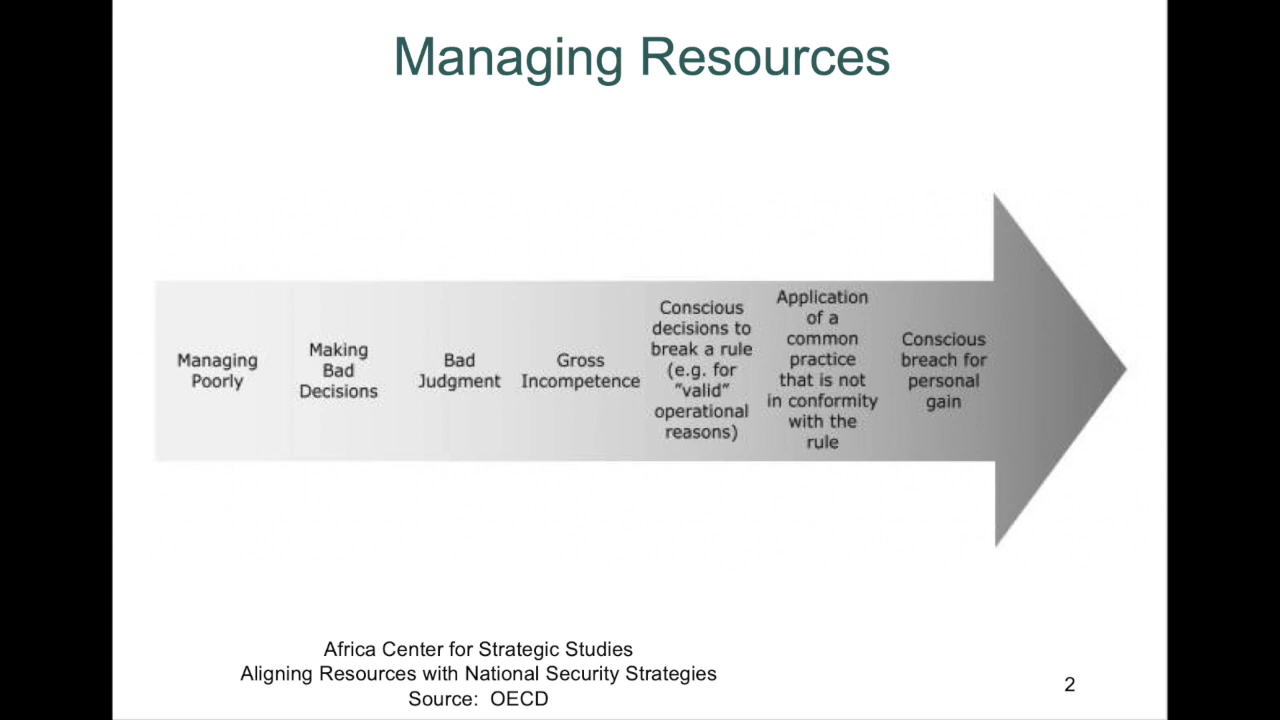 Managing Resources
Managing
Poorly
Making
Bad
Decisions
Bad
Judgment
Gross
Incompetence
Conscious
decisions to
break a rule
(e.g. for
"valid"
operational
reasons)
Application
of a
common
practice
that is not
in conformity
with the
rule
Conscious
breach for
personal
gain
Africa Center for Strategic Studies
Aligning Resources with National Security Strategies
Source: OECD
2